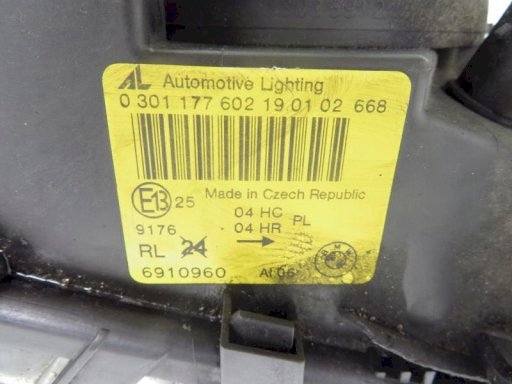 AL Automotive Lighting
0 301 177 602 19 01 02 668
Made in Czech Republic
E13 25
04 HC PL
9176 04 HR →
RL 24
6910960 AI 06
BMW